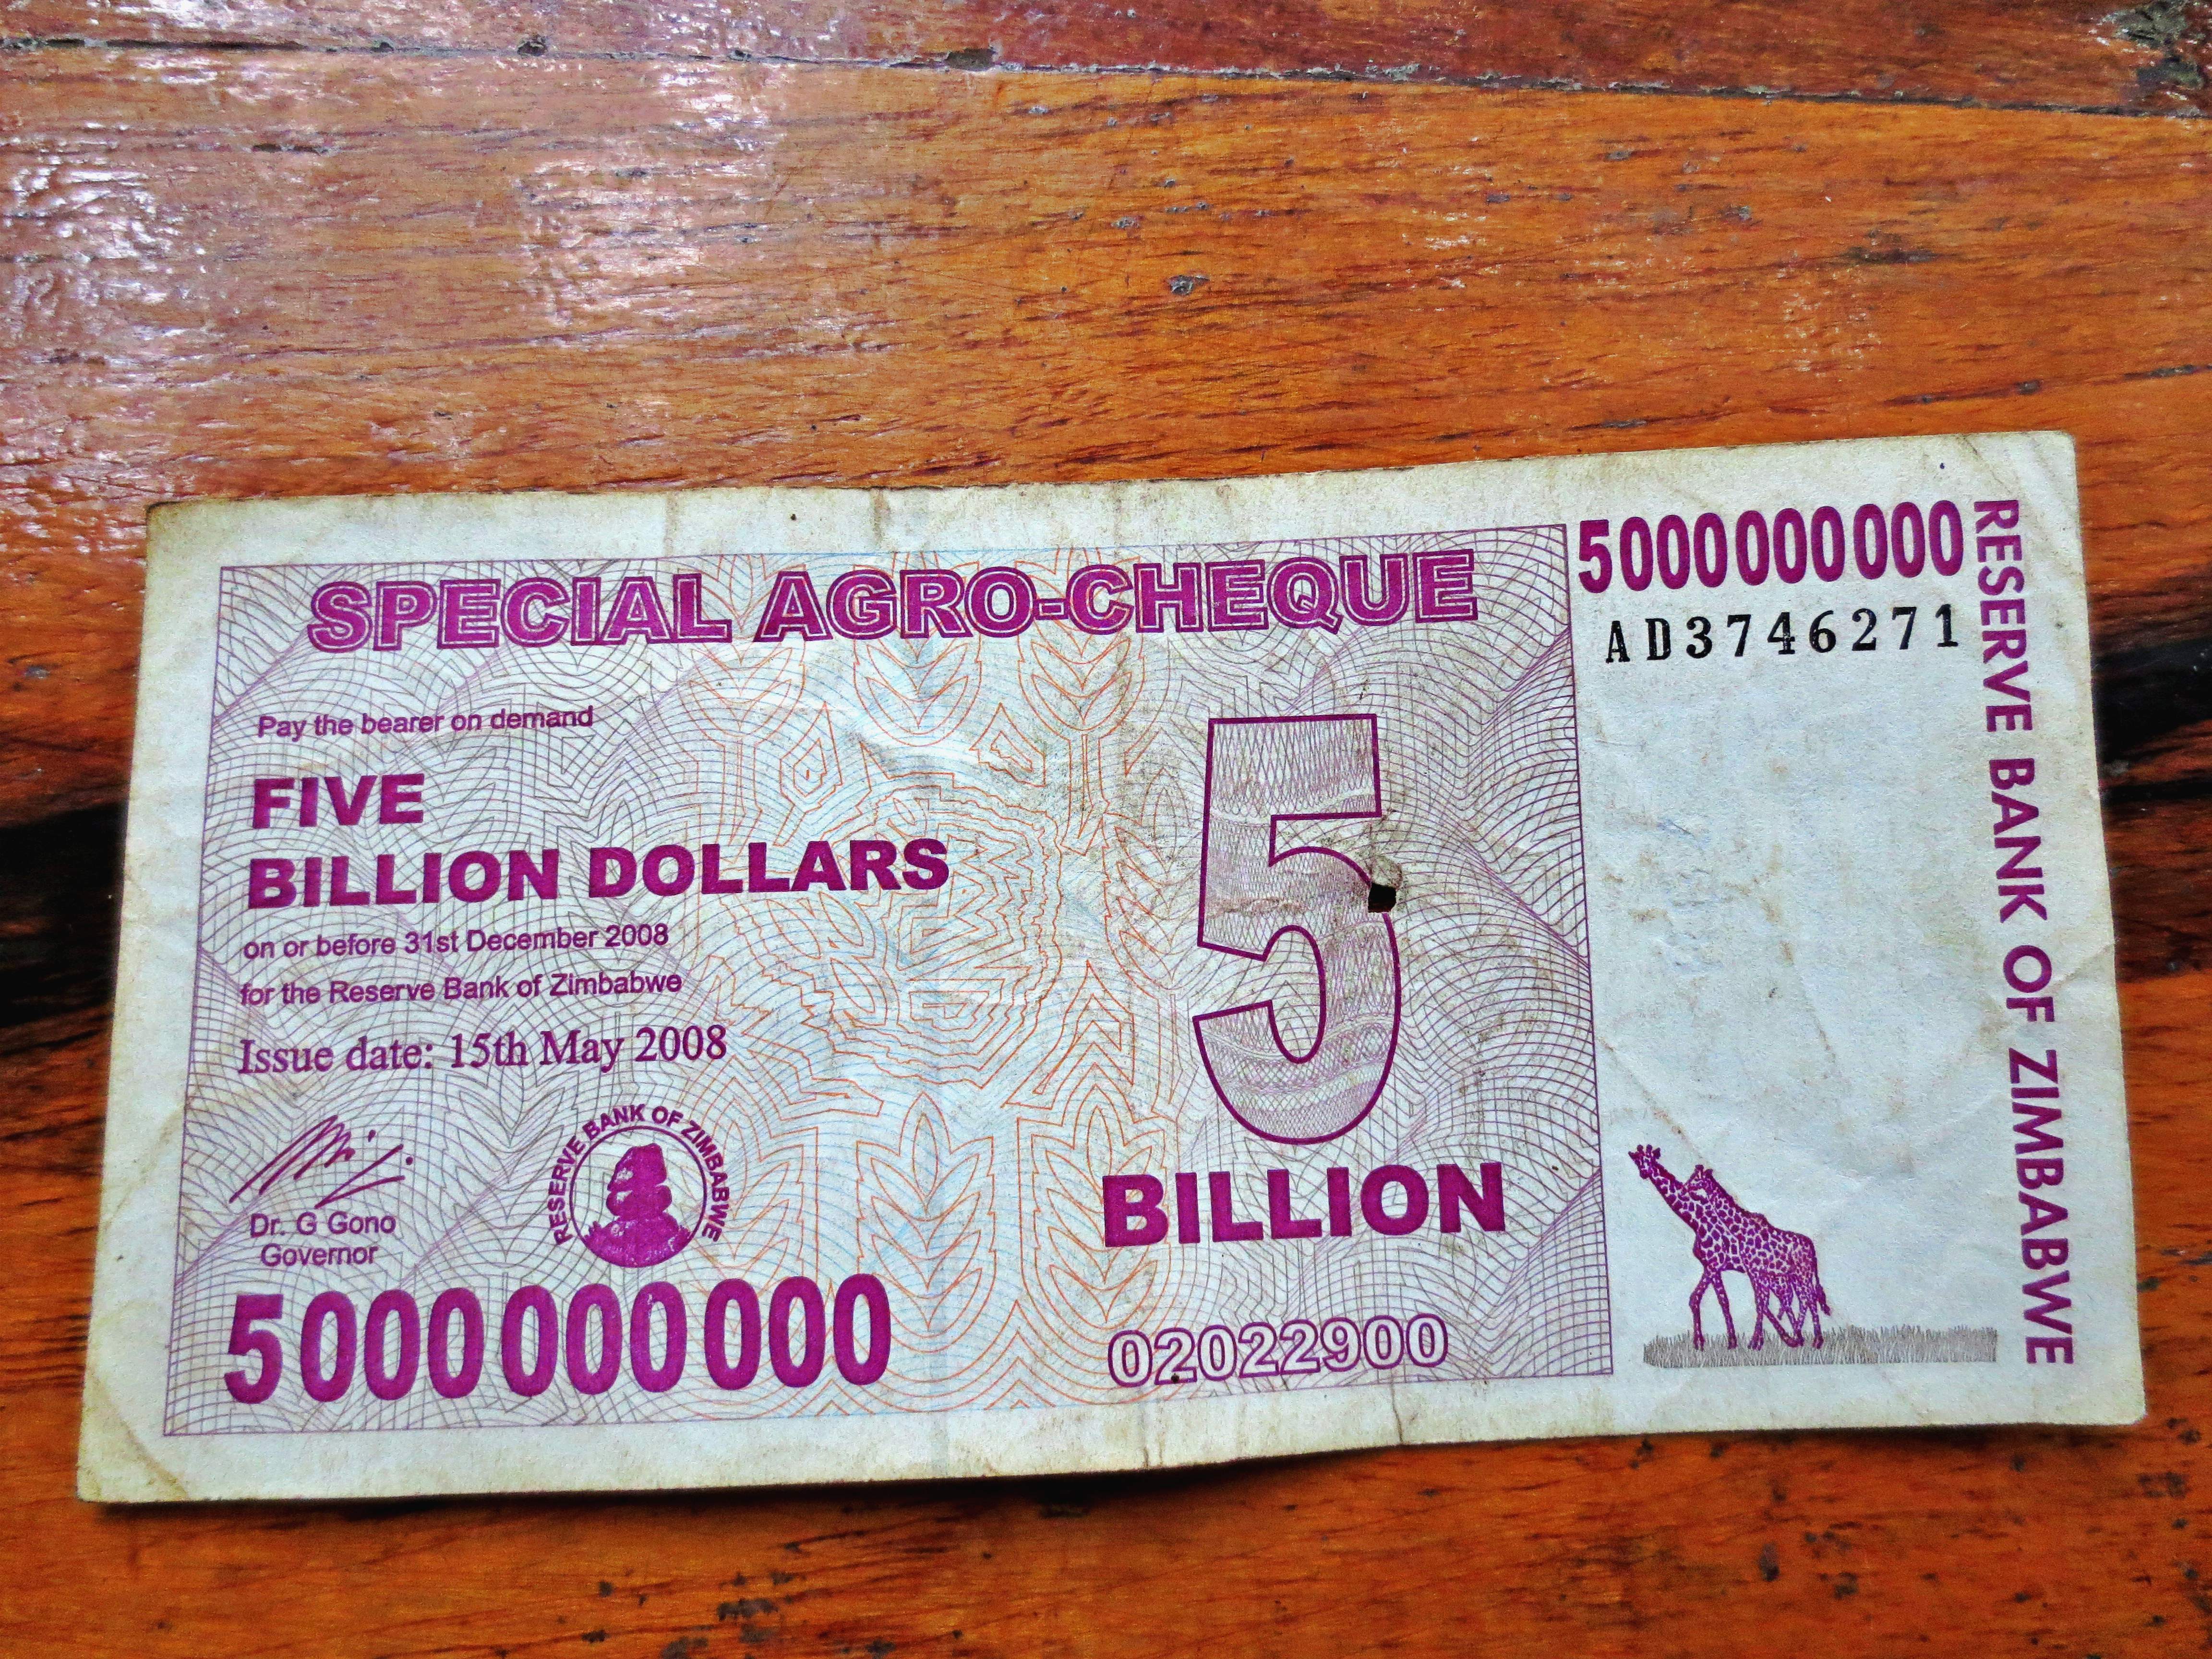 SPECIAL AGRO-CHEQUE
5000000000
AD3746271
Pay the bearer on demand
FIVE
BILLION DOLLARS
on or before 31st December 2008
for the Reserve Bank of Zimbabwe
Issue date: 15th May 2008
Dr. G Gono
Governor
RESERVE BANK OF ZIMBABWE
5000000000
5
BILLION
02022900
RESERVE BANK OF ZIMBABWE